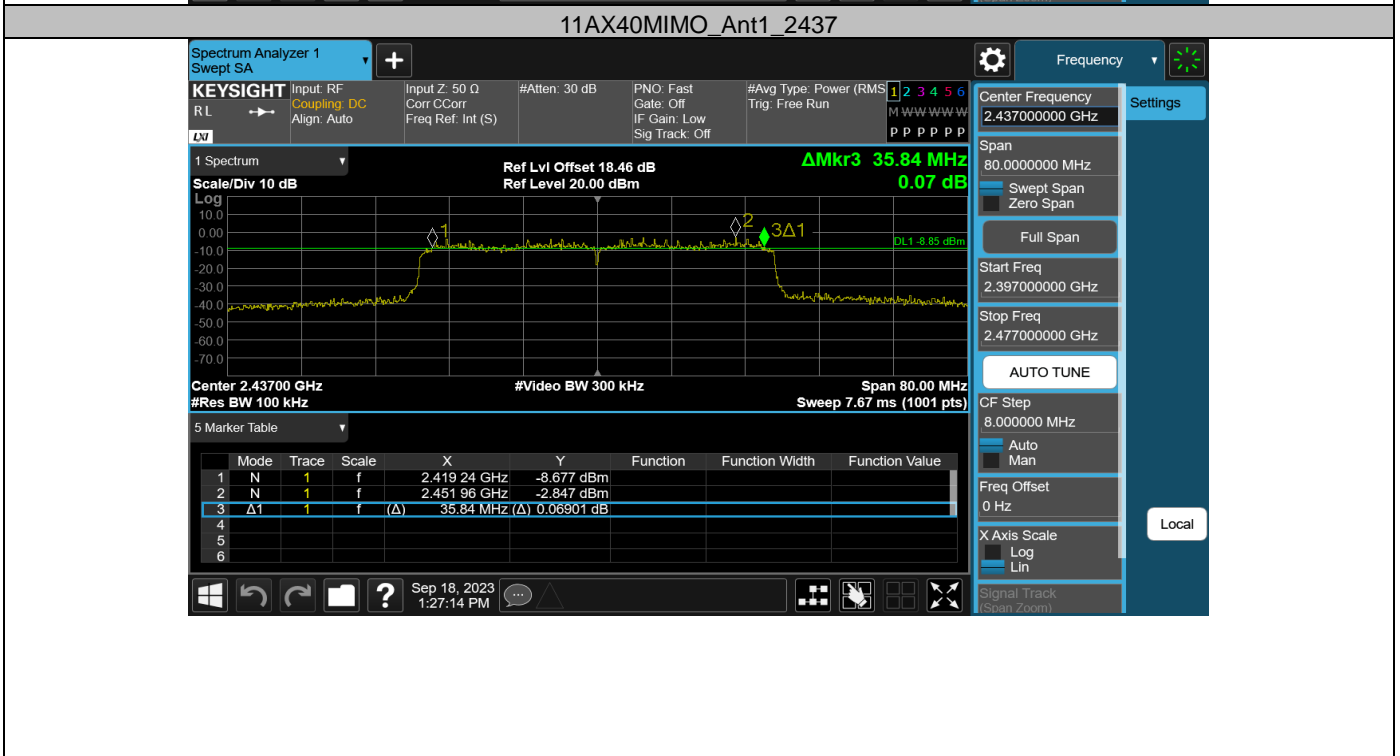 (Span Zoom)
11AX40MIMO_Ant1_2437
Spectrum Analyzer 1
Swept SA
+
Frequency
KEYSIGHT
RL
LXI
Input: RF
Coupling: DC
Align: Auto
Input Z: 50 Ω
Corr CCorr
Freq Ref: Int (S)
#Atten: 30 dB
PNO: Fast
Gate: Off
IF Gain: Low
Sig Track: Off
#Avg Type: Power (RMS
Trig: Free Run
1 2 3 4 5 6
M W W W W W
P P P P P P
1 Spectrum
Scale/Div 10 dB
Log
Ref Lvl Offset 18.46 dB
Ref Level 20.00 dBm
ΔMkr3 35.84 MHz
0.07 dB
10.0
0.00
-10.0
-20.0
-30.0
-40.0
-50.0
-60.0
-70.0
1
2
3Δ1
DL1 -8.85 dBm
Center 2.43700 GHz
#Video BW 300 kHz
Span 80.00 MHz
#Res BW 100 kHz
Sweep 7.67 ms (1001 pts)
5 Marker Table
Mode Trace Scale X Y Function Function Width Function Value
1 N 1 f 2.419 24 GHz -8.677 dBm
2 N 1 f 2.451 96 GHz -2.847 dBm
3 Δ1 1 f (Δ) 35.84 MHz (Δ) 0.06901 dB
4
5
6
?
Sep 18, 2023
1:27:14 PM
Center Frequency
2.437000000 GHz
Settings
Span
80.0000000 MHz
Swept Span
Zero Span
Full Span
Start Freq
2.397000000 GHz
Stop Freq
2.477000000 GHz
AUTO TUNE
CF Step
8.000000 MHz
Auto
Man
Freq Offset
0 Hz
Local
X Axis Scale
Log
Lin
Signal Track
(Span Zoom)